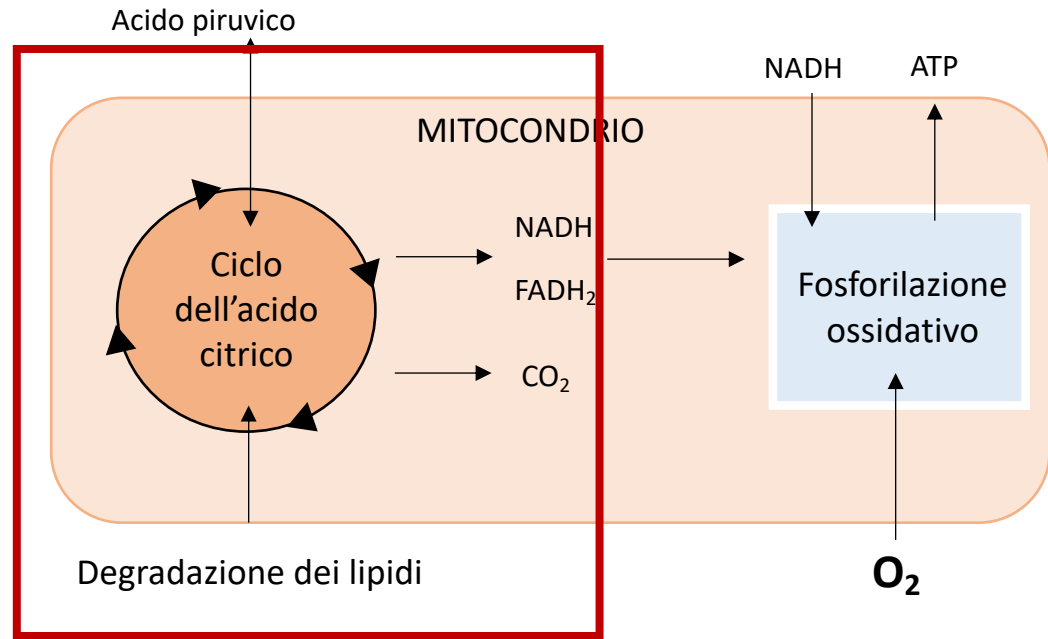 Acido piruvico
NADH
ATP
MITOCONDRIO
Ciclo
dell’acido
citrico
NADH
FADH₂
CO₂
Fosforilazione
ossidativo
Degradazione dei lipidi
O₂